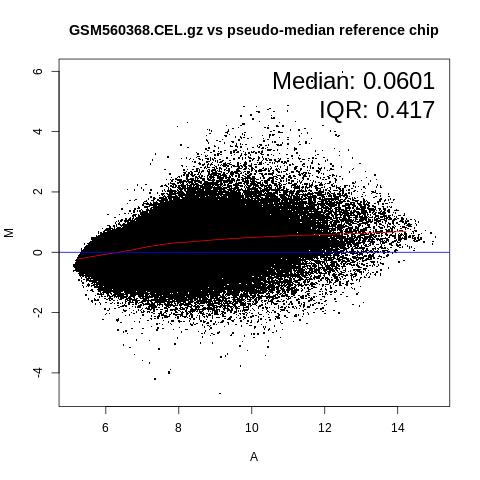 GSM560368.CEL.gz vs pseudo-median reference chip
Median: 0.0601
IQR: 0.417
6
4
2
0
-2
-4
M
6 8 10 12 14
A